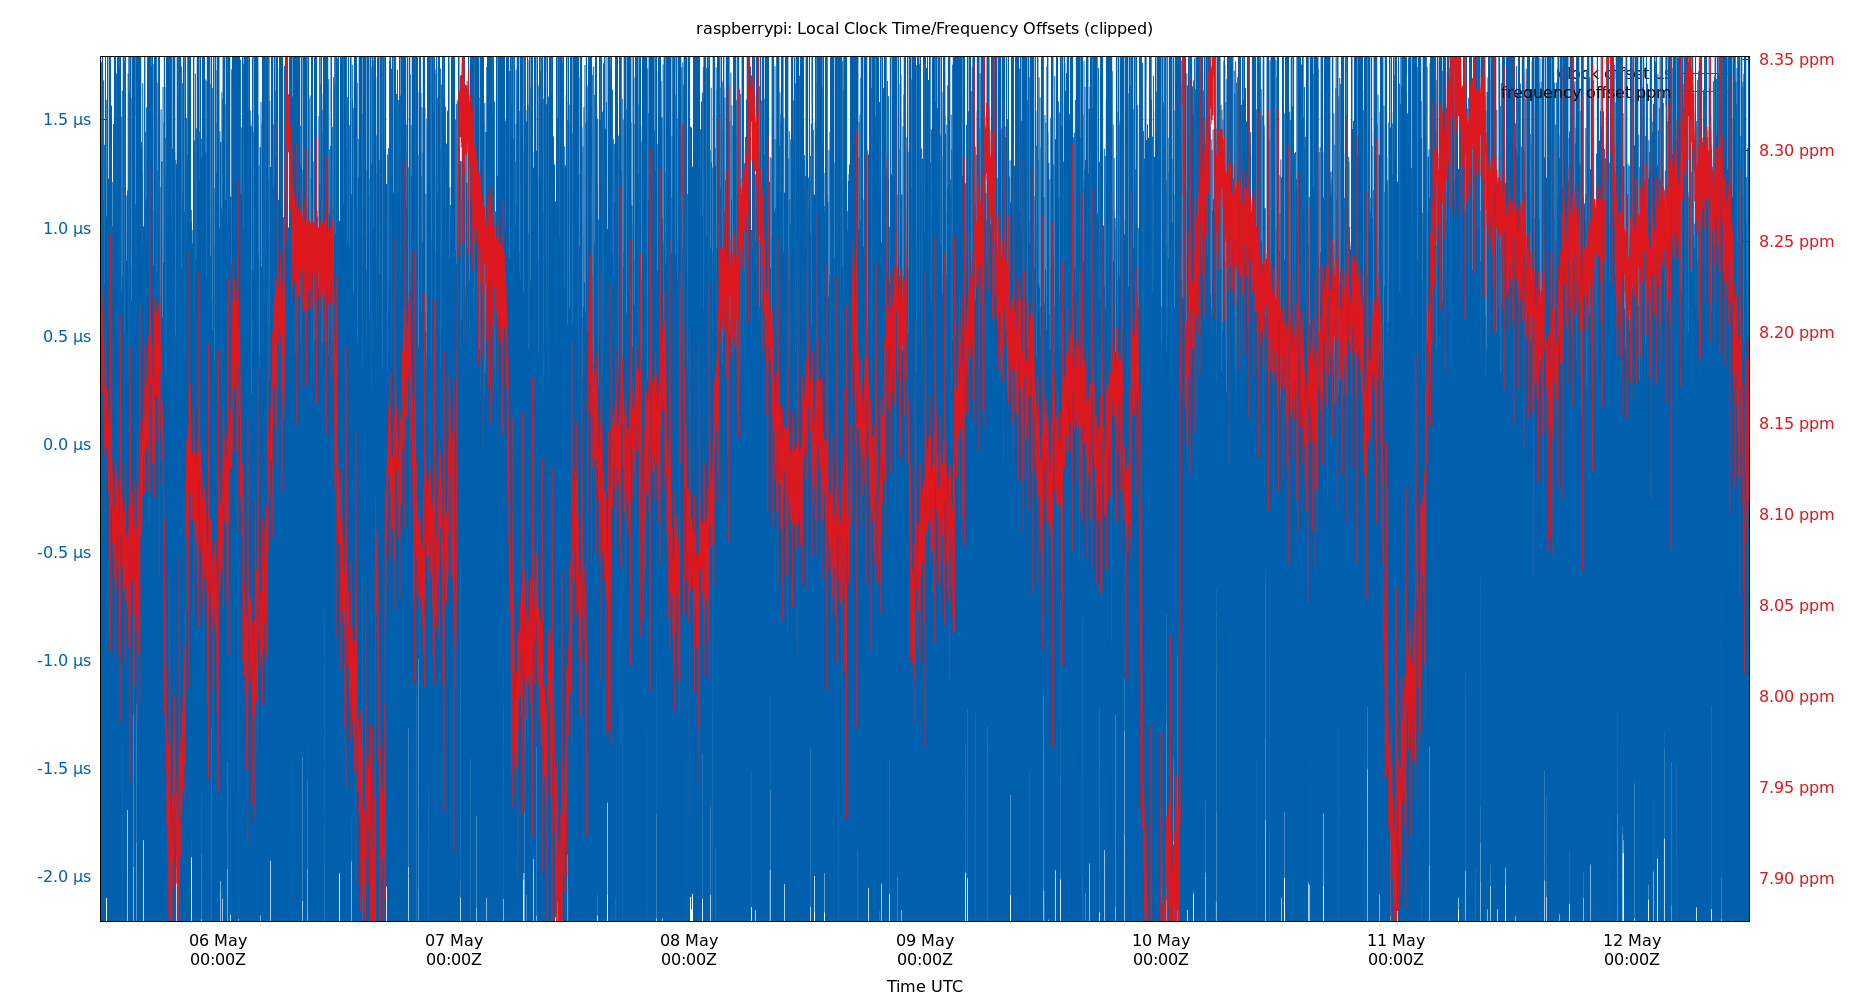 raspberrypi: Local Clock Time/Frequency Offsets (clipped)
8.35 ppm
clock offset µs
frequency offset ppm
1.5 µs
8.30 ppm
1.0 µs
8.25 ppm
0.5 µs
8.20 ppm
8.15 ppm
0.0 µs
8.10 ppm
-0.5 µs
8.05 ppm
-1.0 µs
8.00 ppm
-1.5 µs
7.95 ppm
-2.0 µs
7.90 ppm
06 May 07 May 08 May 09 May 10 May 11 May 12 May
00:00Z 00:00Z 00:00Z 00:00Z 00:00Z 00:00Z 00:00Z
Time UTC